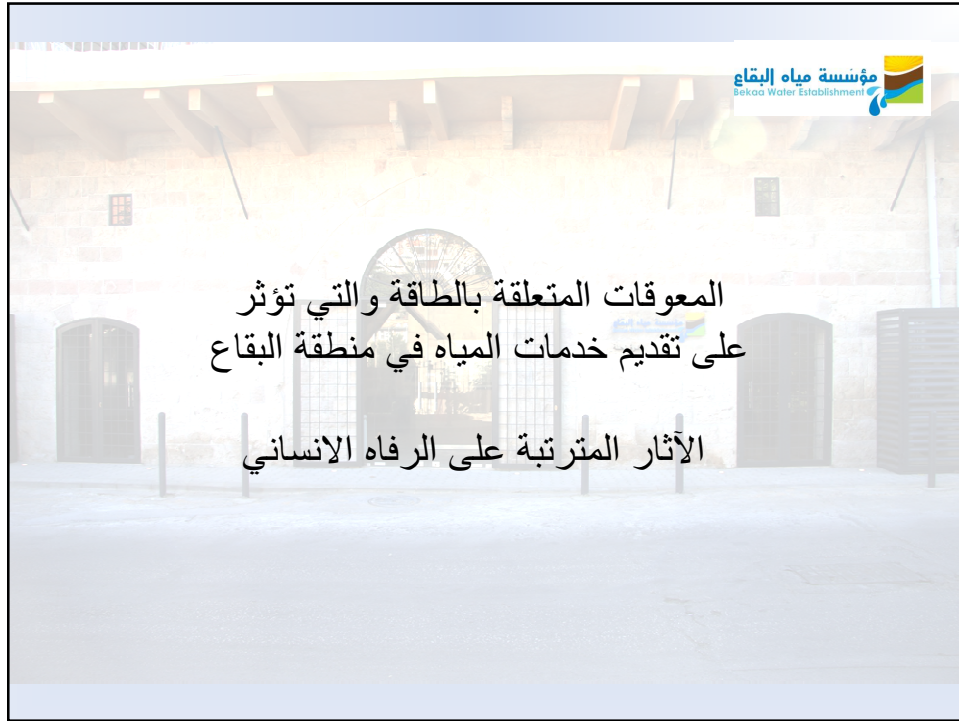 مؤسسة مياه البقاع
Bekaa Water Establishment
المعوقات المتعلقة بالطاقة والتي تؤثر
على تقديم خدمات المياه في منطقة البقاع
الآثار المترتبة على الرفاه الانساني